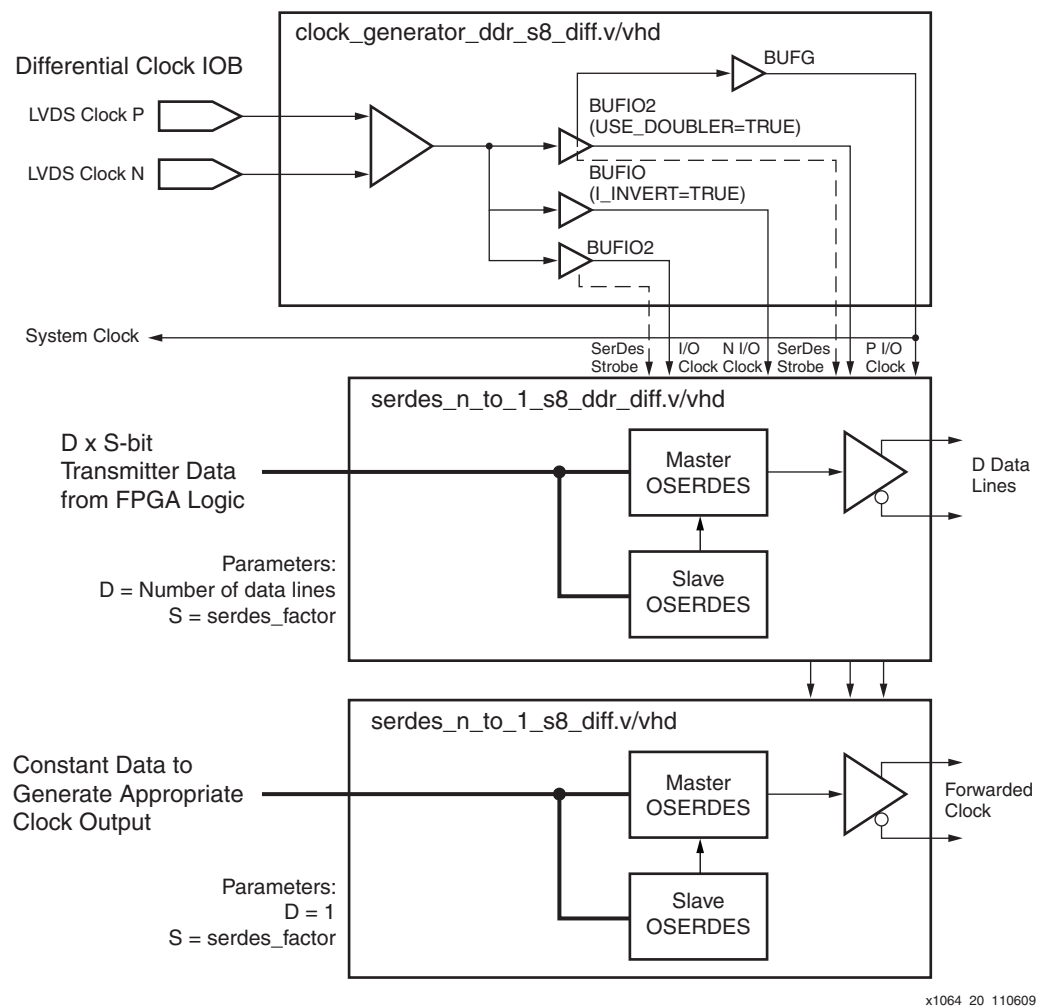 clock_generator_ddr_s8_diff.v/vhd
BUFG
Differential Clock IOB
LVDS Clock P
LVDS Clock N
BUFIO2
(USE_DOUBLER=TRUE)
BUFIO
(I_INVERT=TRUE)
BUFIO2
System Clock
SerDes
Strobe
I/O
Clock
N I/O
Clock
SerDes
Strobe
P I/O
Clock
serdes_n_to_1_s8_ddr_diff.v/vhd
D x S-bit
Transmitter Data
from FPGA Logic
Master
OSERDES
D Data
Lines
Parameters:
D = Number of data lines
S = serdes_factor
Slave
OSERDES
serdes_n_to_1_s8_diff.v/vhd
Constant Data to
Generate Appropriate
Clock Output
Master
OSERDES
Forwarded
Clock
Parameters:
D = 1
S = serdes_factor
Slave
OSERDES
x1064_20_110609